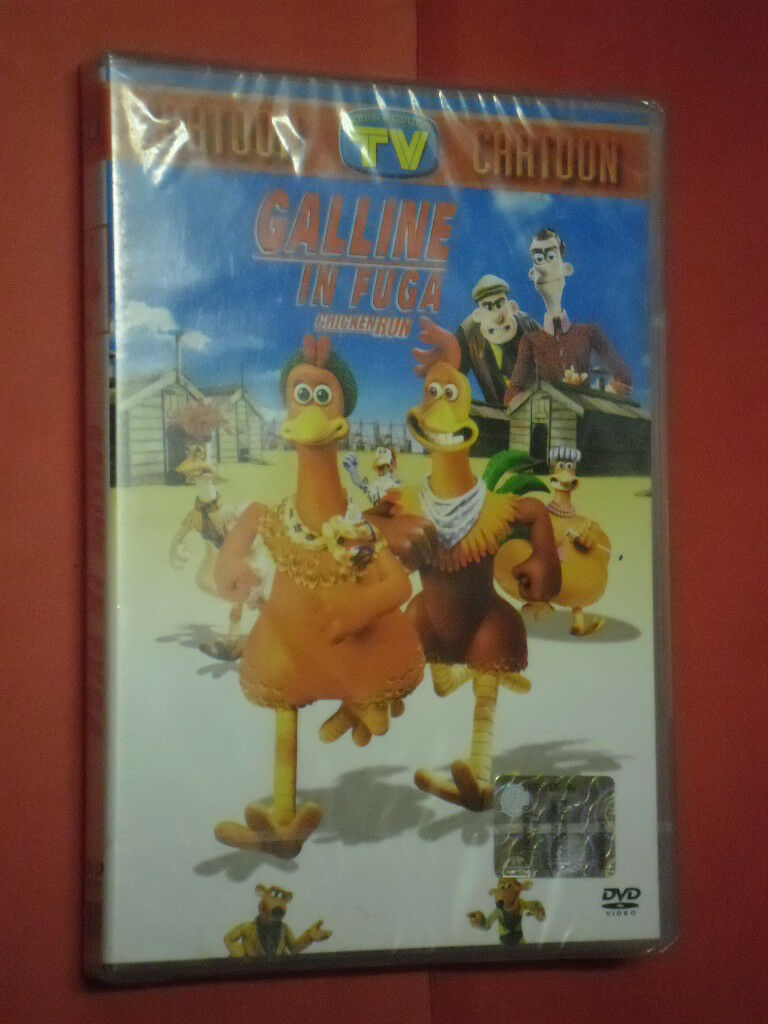 CARTOON TV CARTOON
GALLINE
IN FUGA
CHICKEN RUN
DVD
VIDEO